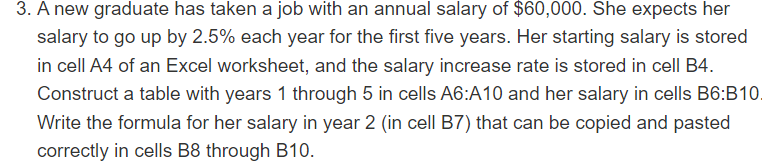 3. A new graduate has taken a job with an annual salary of $60,000. She expects her
salary to go up by 2.5% each year for the first five years. Her starting salary is stored
in cell A4 of an Excel worksheet, and the salary increase rate is stored in cell B4.
Construct a table with years 1 through 5 in cells A6:A10 and her salary in cells B6:B10.
Write the formula for her salary in year 2 (in cell B7) that can be copied and pasted
correctly in cells B8 through B10.